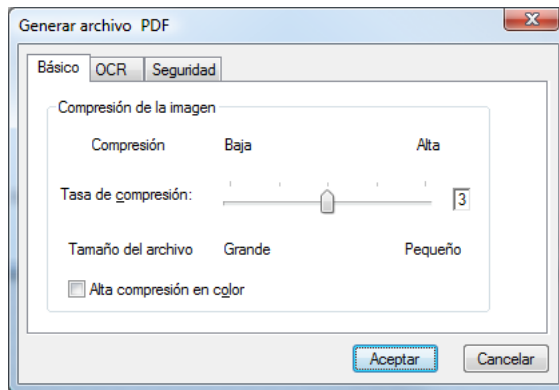 Generar archivo PDF
Básico OCR Seguridad
Compresión de la imagen
Compresión Baja Alta
Tasa de compresión: 3
Tamaño del archivo Grande Pequeño
Alta compresión en color
Aceptar Cancelar